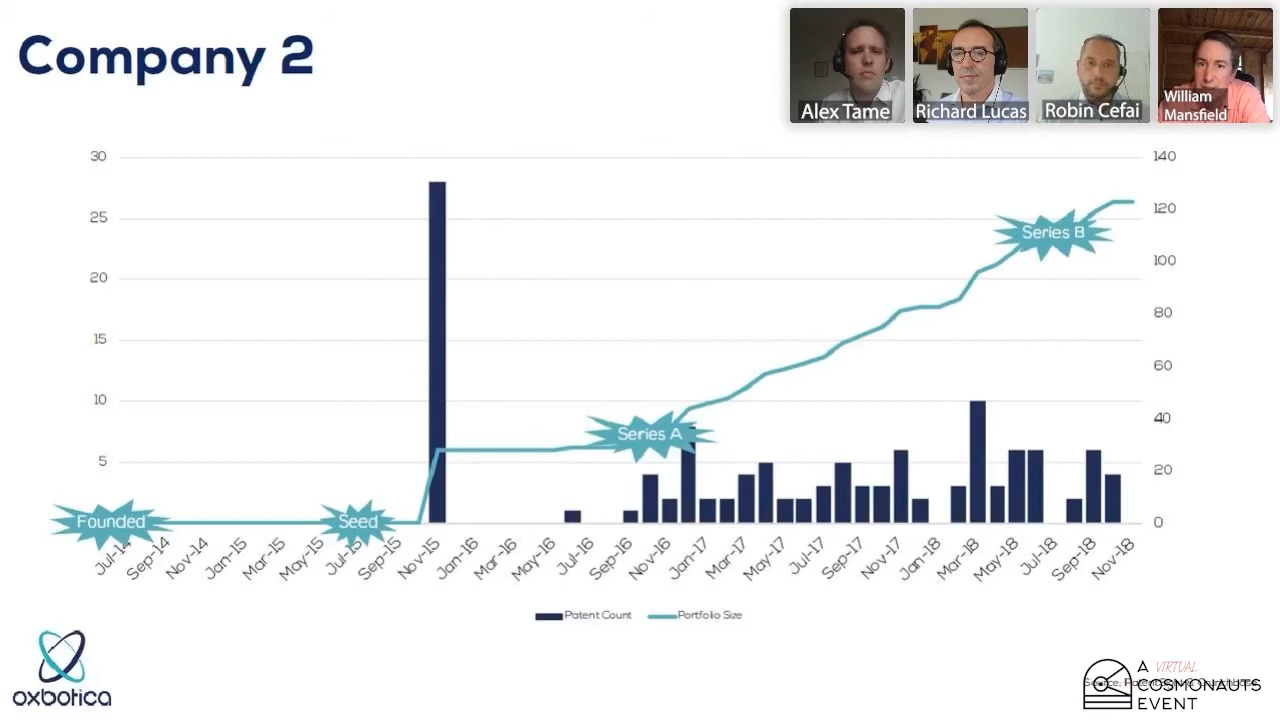 Company 2
Alex Tame
Richard Lucas
Robin Cefai
William
Mansfield
30
25
20
15
10
5
140
120
100
80
60
40
20
0
Series B
Series A
Founded
Seed
Jul-14
Sep-14
Nov-14
Jan-15
Mar-15
May-15
Jul-15
Sep-15
Nov-15
Jan-16
Mar-16
May-16
Jul-16
Sep-16
Nov-16
Jan-17
Mar-17
May-17
Jul-17
Sep-17
Nov-17
Jan-18
Mar-18
May-18
Jul-18
Sep-18
Nov-18
Patent Count
Portfolio Size
oxbotica
A VIRTUAL
COSMONAUTS
EVENT
Source: